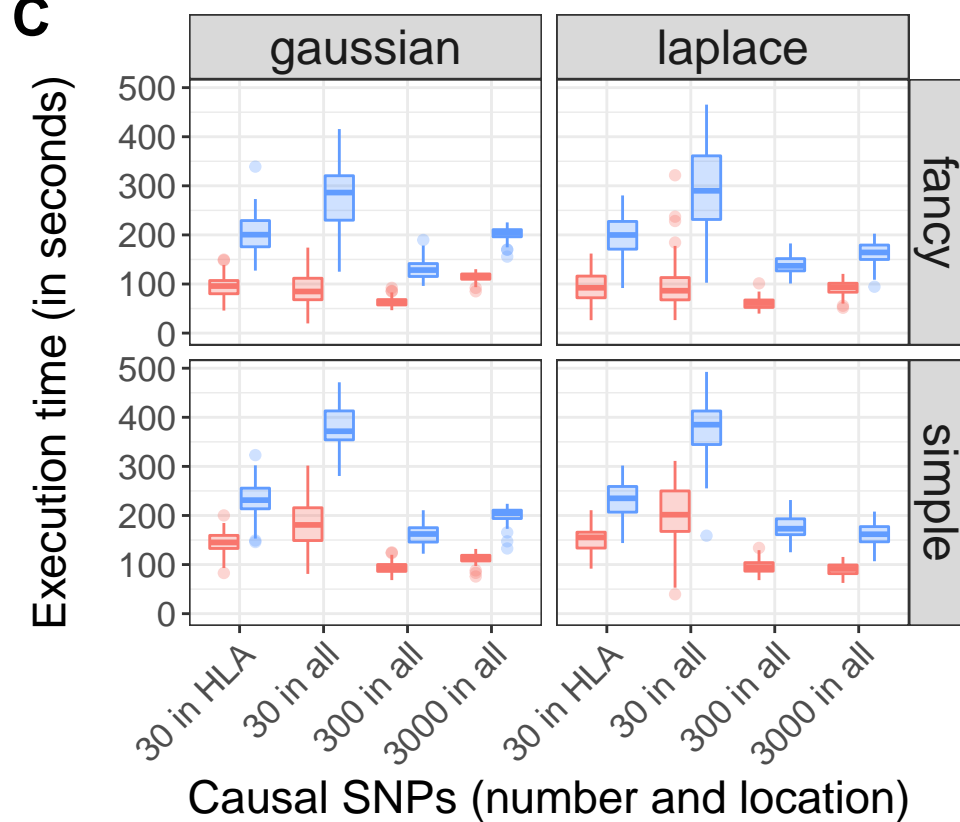 C
gaussian
laplace
Execution time (in seconds)
500
400
300
200
100
0
fancy
500
400
300
200
100
0
simple
30 in HLA
30 in all
300 in all
3000 in all
30 in HLA
30 in all
300 in all
3000 in all
Causal SNPs (number and location)